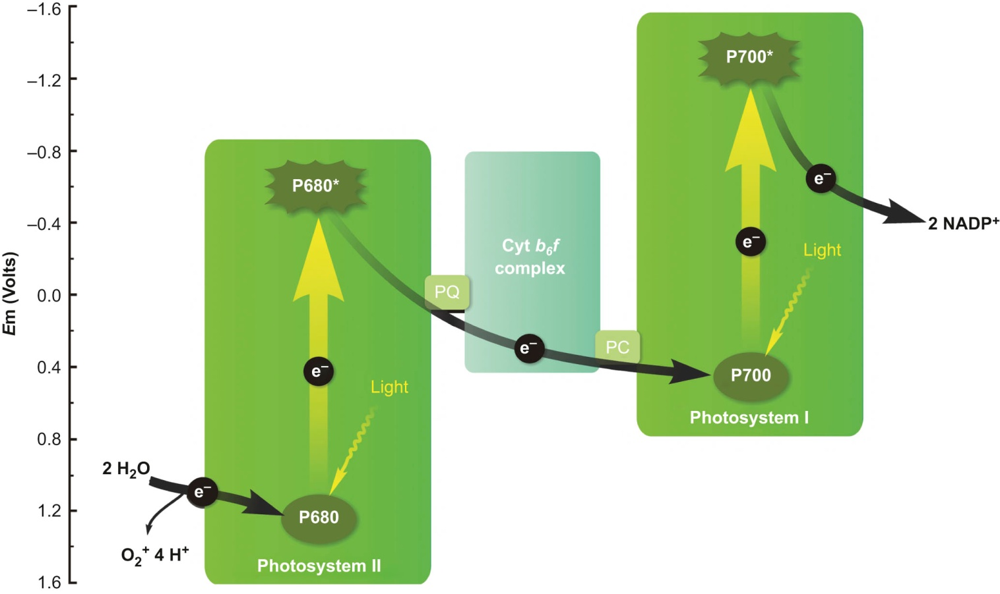 Em (Volts)
–1.6
–1.2
–0.8
–0.4
0.0
0.4
0.8
1.2
1.6
2 H₂O
e⁻
O₂⁺ 4 H⁺
P680*
e⁻
Light
P680
Photosystem II
PQ
Cyt b₆f
complex
e⁻
PC
P700*
e⁻
e⁻
2 NADP⁺
Light
P700
Photosystem I